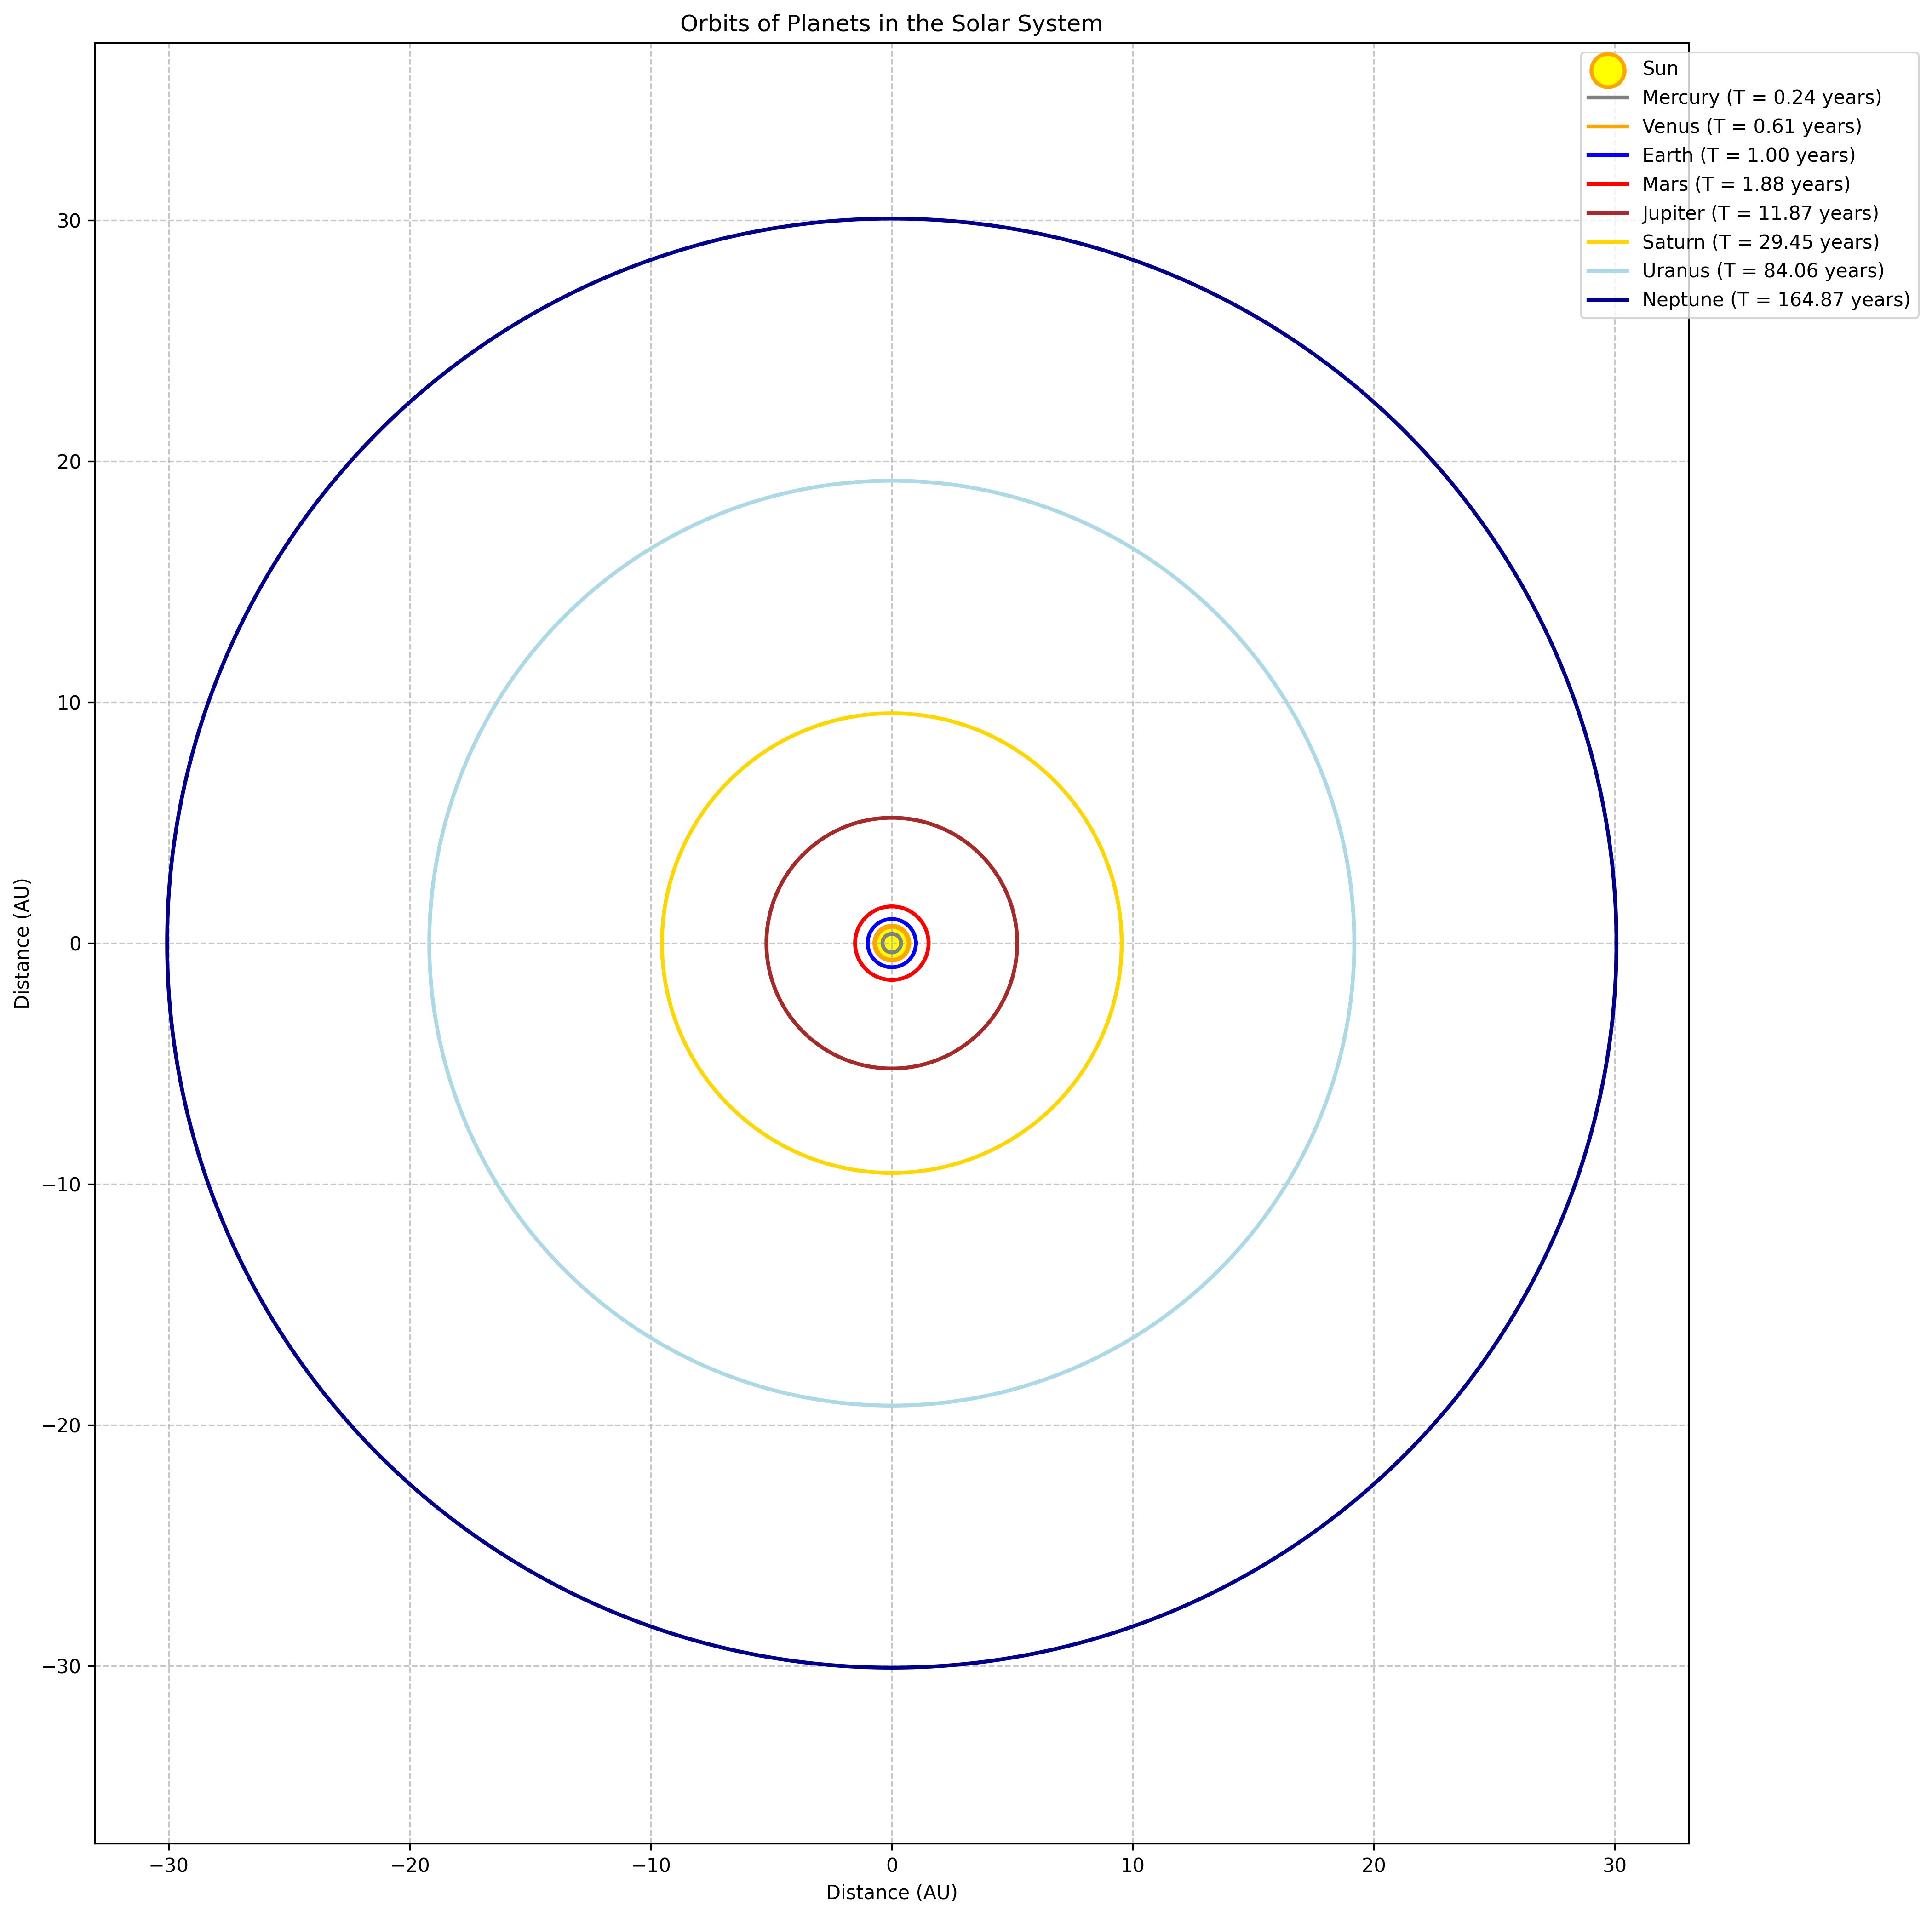 Orbits of Planets in the Solar System
Sun
Mercury (T = 0.24 years)
Venus (T = 0.61 years)
Earth (T = 1.00 years)
Mars (T = 1.88 years)
Jupiter (T = 11.87 years)
Saturn (T = 29.45 years)
Uranus (T = 84.06 years)
Neptune (T = 164.87 years)
Distance (AU)
30
20
10
0
−10
−20
−30
−30 −20 −10 0 10 20 30
Distance (AU)